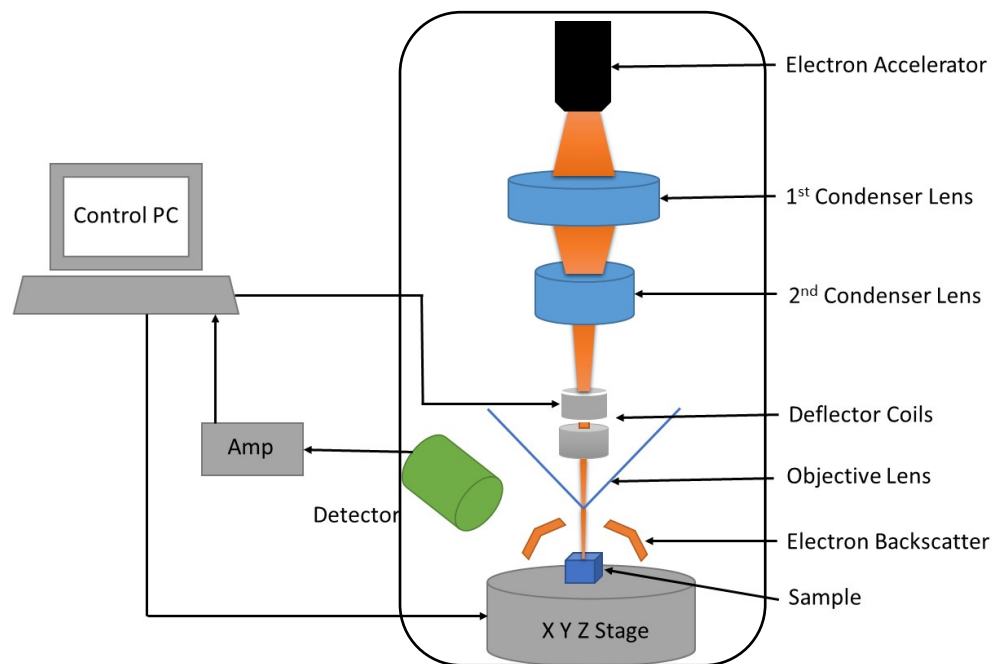 Electron Accelerator
1st Condenser Lens
Control PC
2nd Condenser Lens
Deflector Coils
Amp
Objective Lens
Detector
Electron Backscatter
Sample
X Y Z Stage